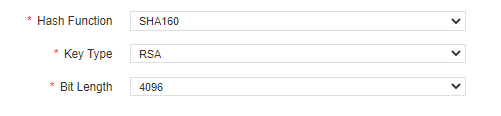 * Hash Function SHA160
* Key Type RSA
* Bit Length 4096